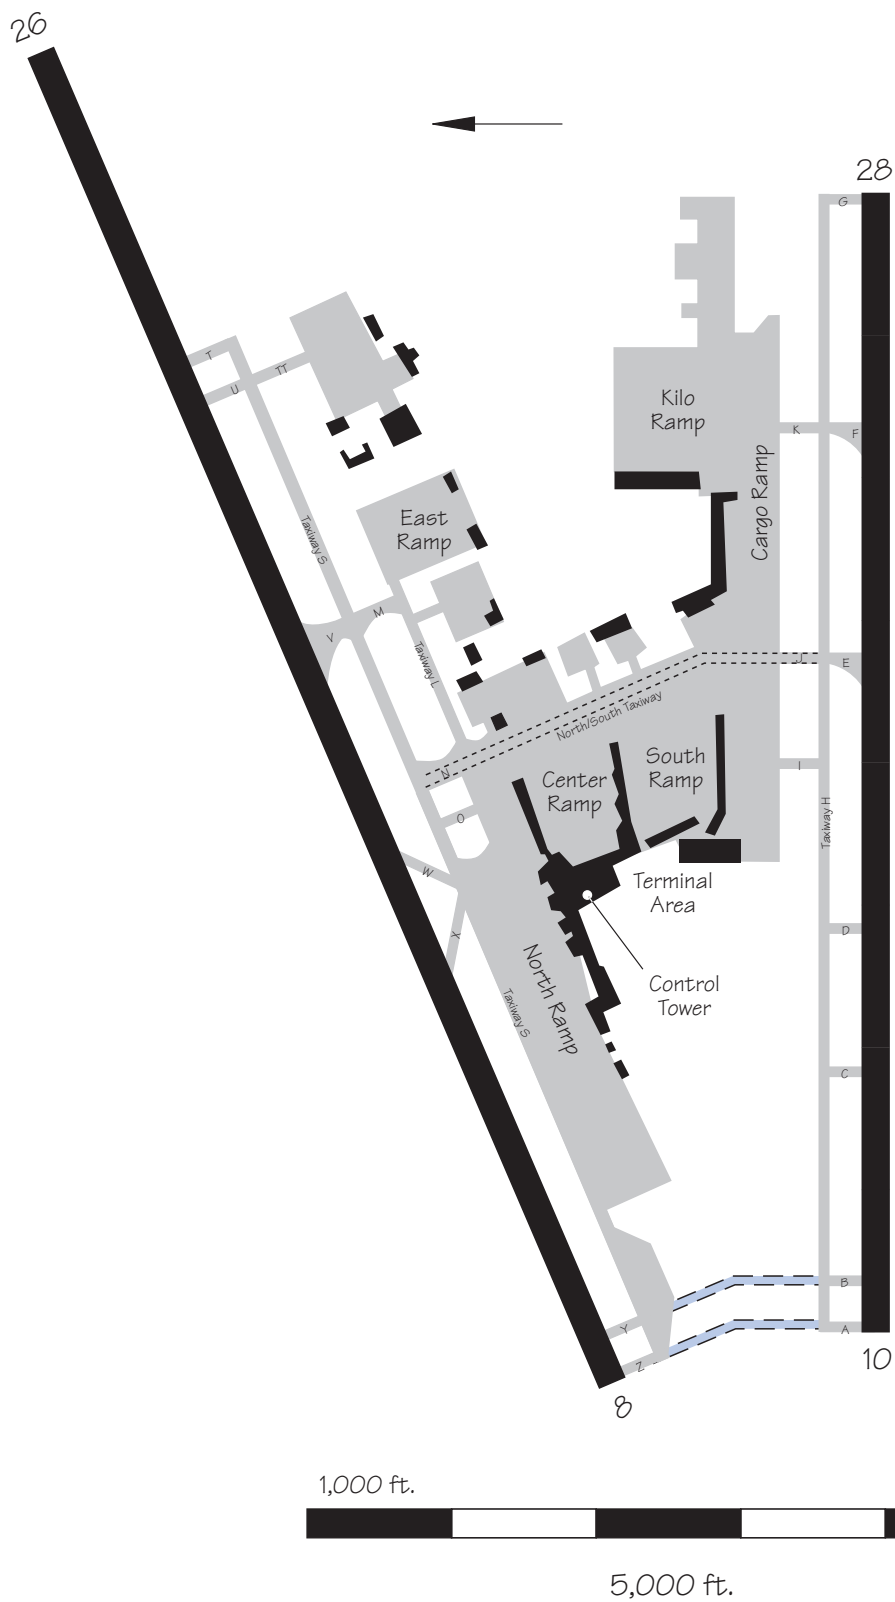 26
28
G
T
U
TT
Kilo
Ramp
K
F
Cargo Ramp
East
Ramp
Taxiway S
V
M
Taxiway L
J
E
North/South Taxiway
N
Center
Ramp
South
Ramp
I
Taxiway H
O
W
Terminal
Area
X
D
North Ramp
Taxiway S
Control
Tower
C
B
Y
A
Z
10
8
1,000 ft.
5,000 ft.